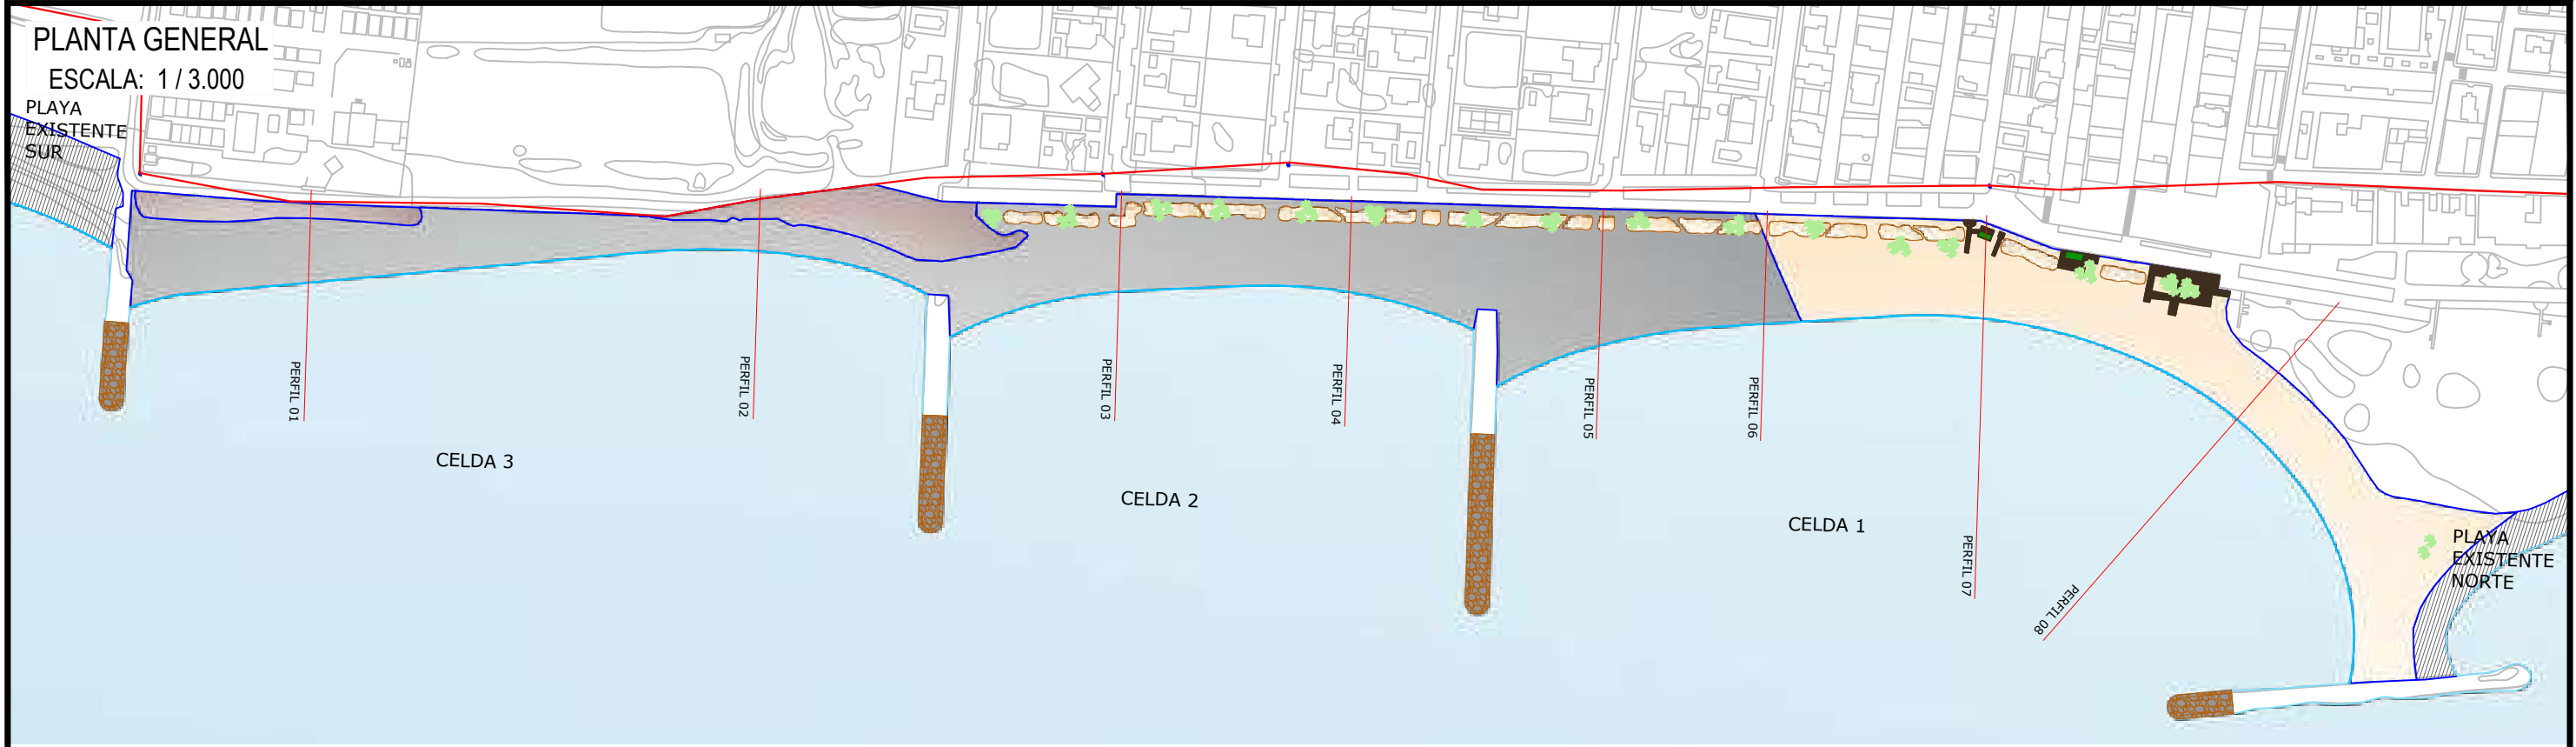 PLANTA GENERAL
ESCALA: 1 / 3.000
PLAYA
EXISTENTE
SUR
PERFIL 01
PERFIL 02
PERFIL 03
PERFIL 04
PERFIL 05
PERFIL 06
PERFIL 07
PERFIL 08
CELDA 3
CELDA 2
CELDA 1
PLAYA
EXISTENTE
NORTE